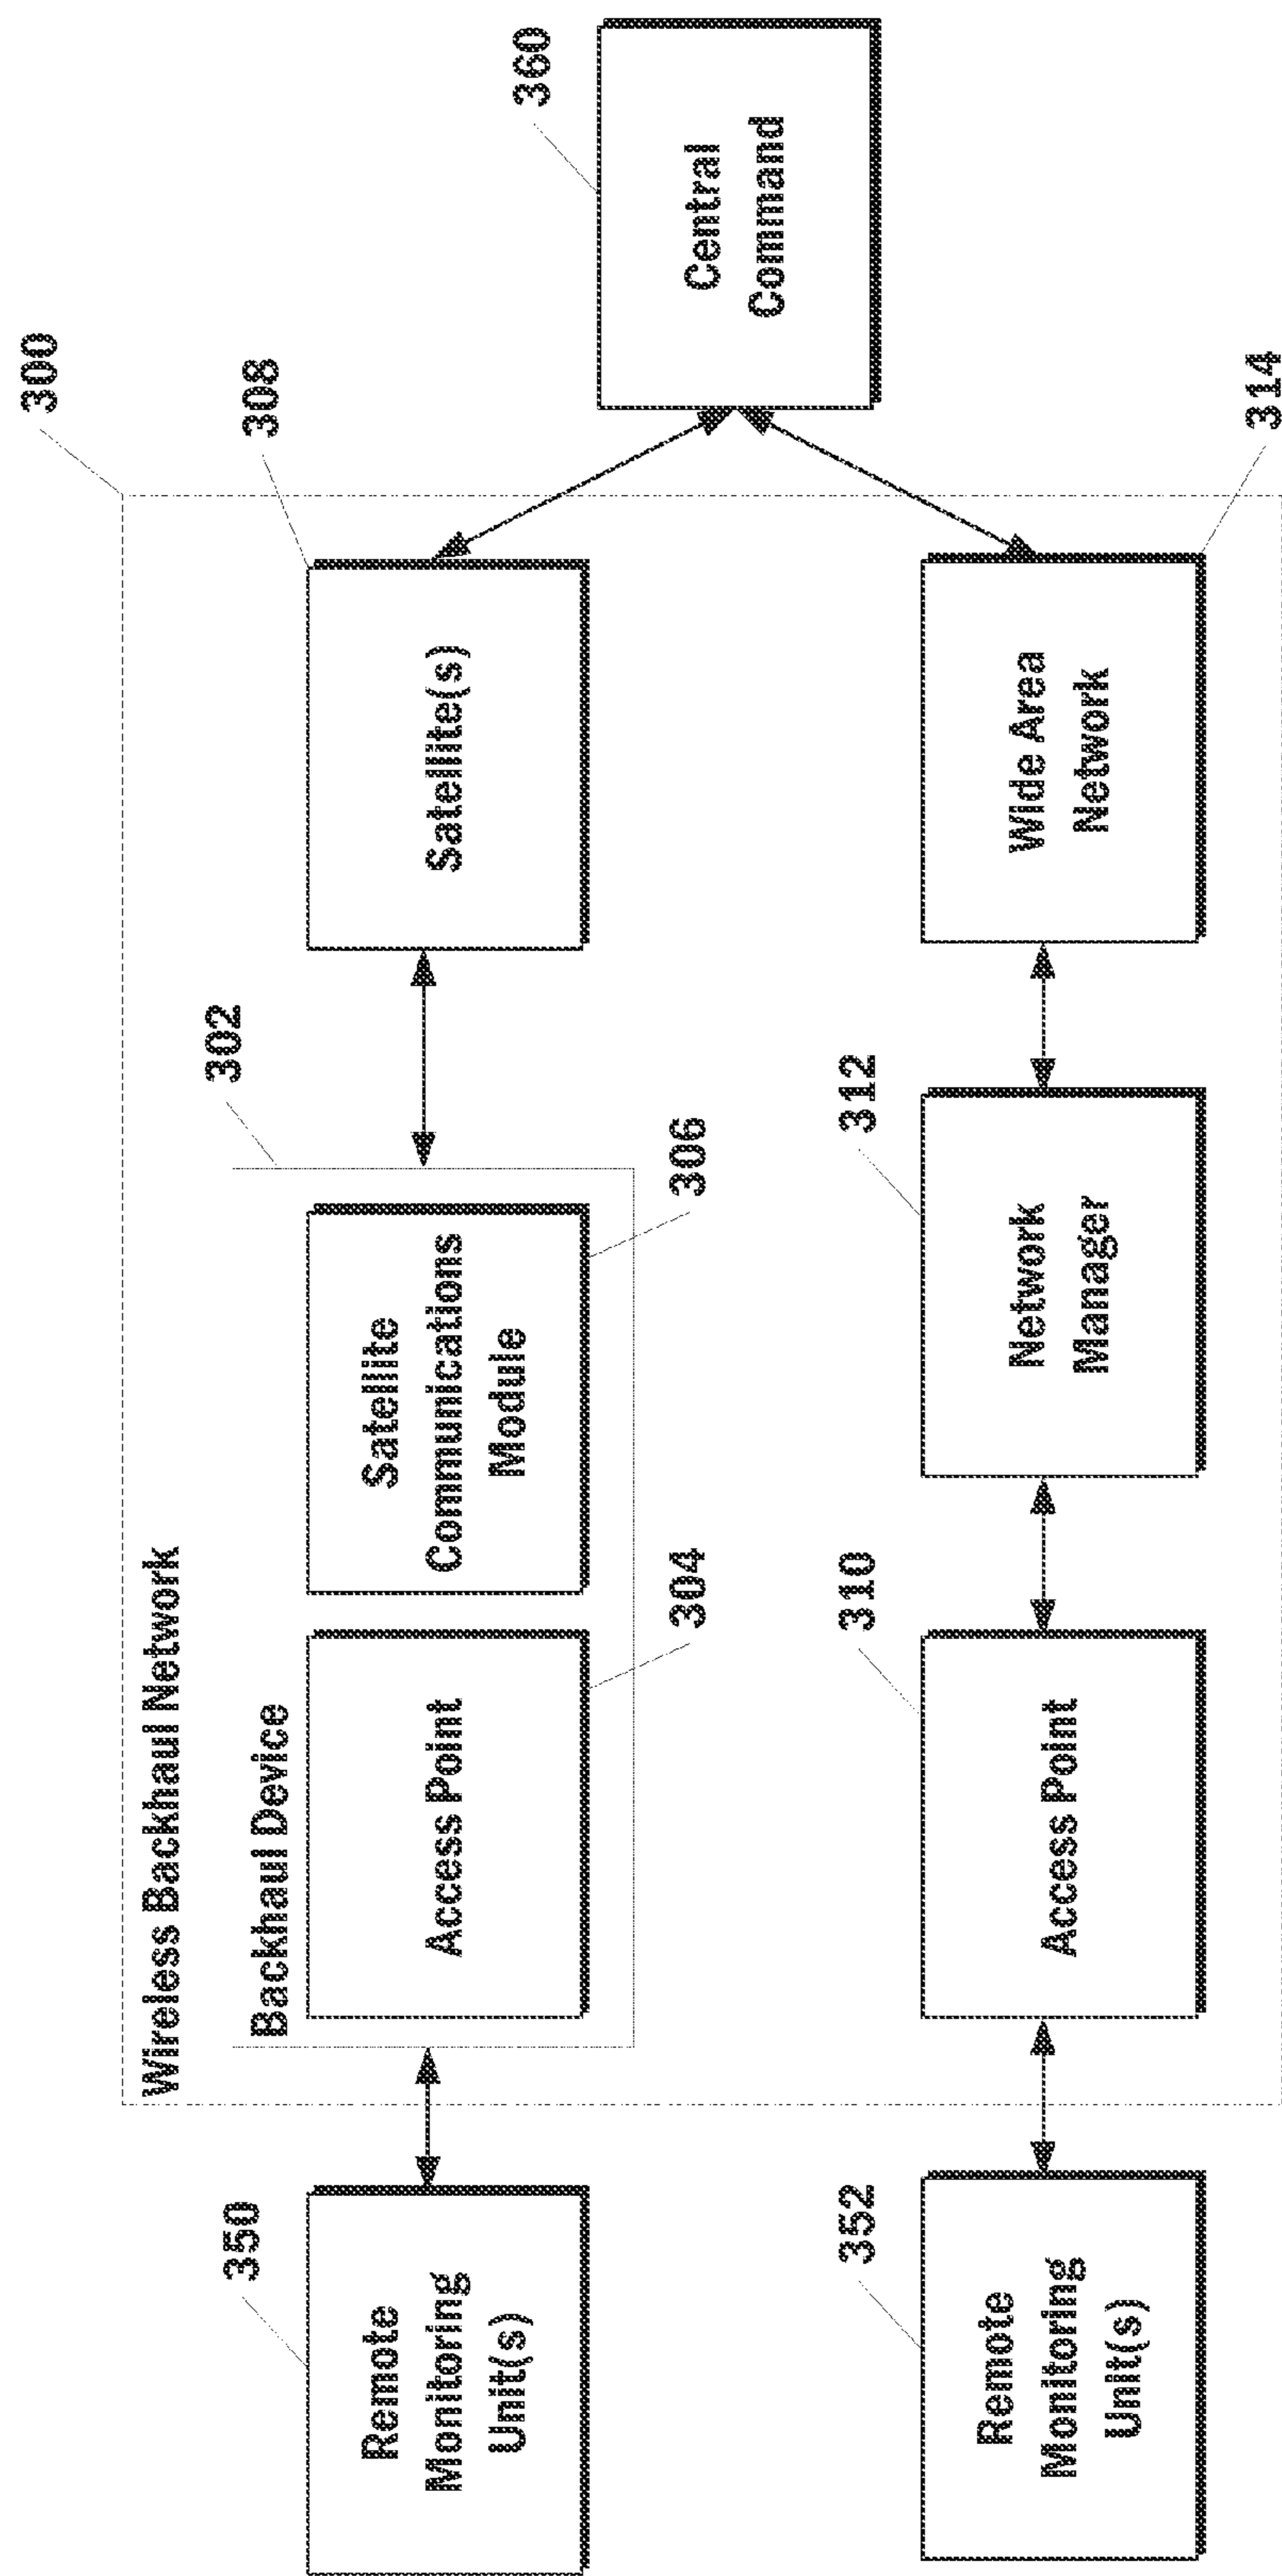 300
Wireless Backhaul Network
302
Backhaul Device
350
Remote
Monitoring
Unit(s)
Access Point
304
Satellite
Communications
Module
306
308
Satellite(s)
360
Central
Command
352
Remote
Monitoring
Unit(s)
310
Access Point
312
Network
Manager
Wide Area
Network
314